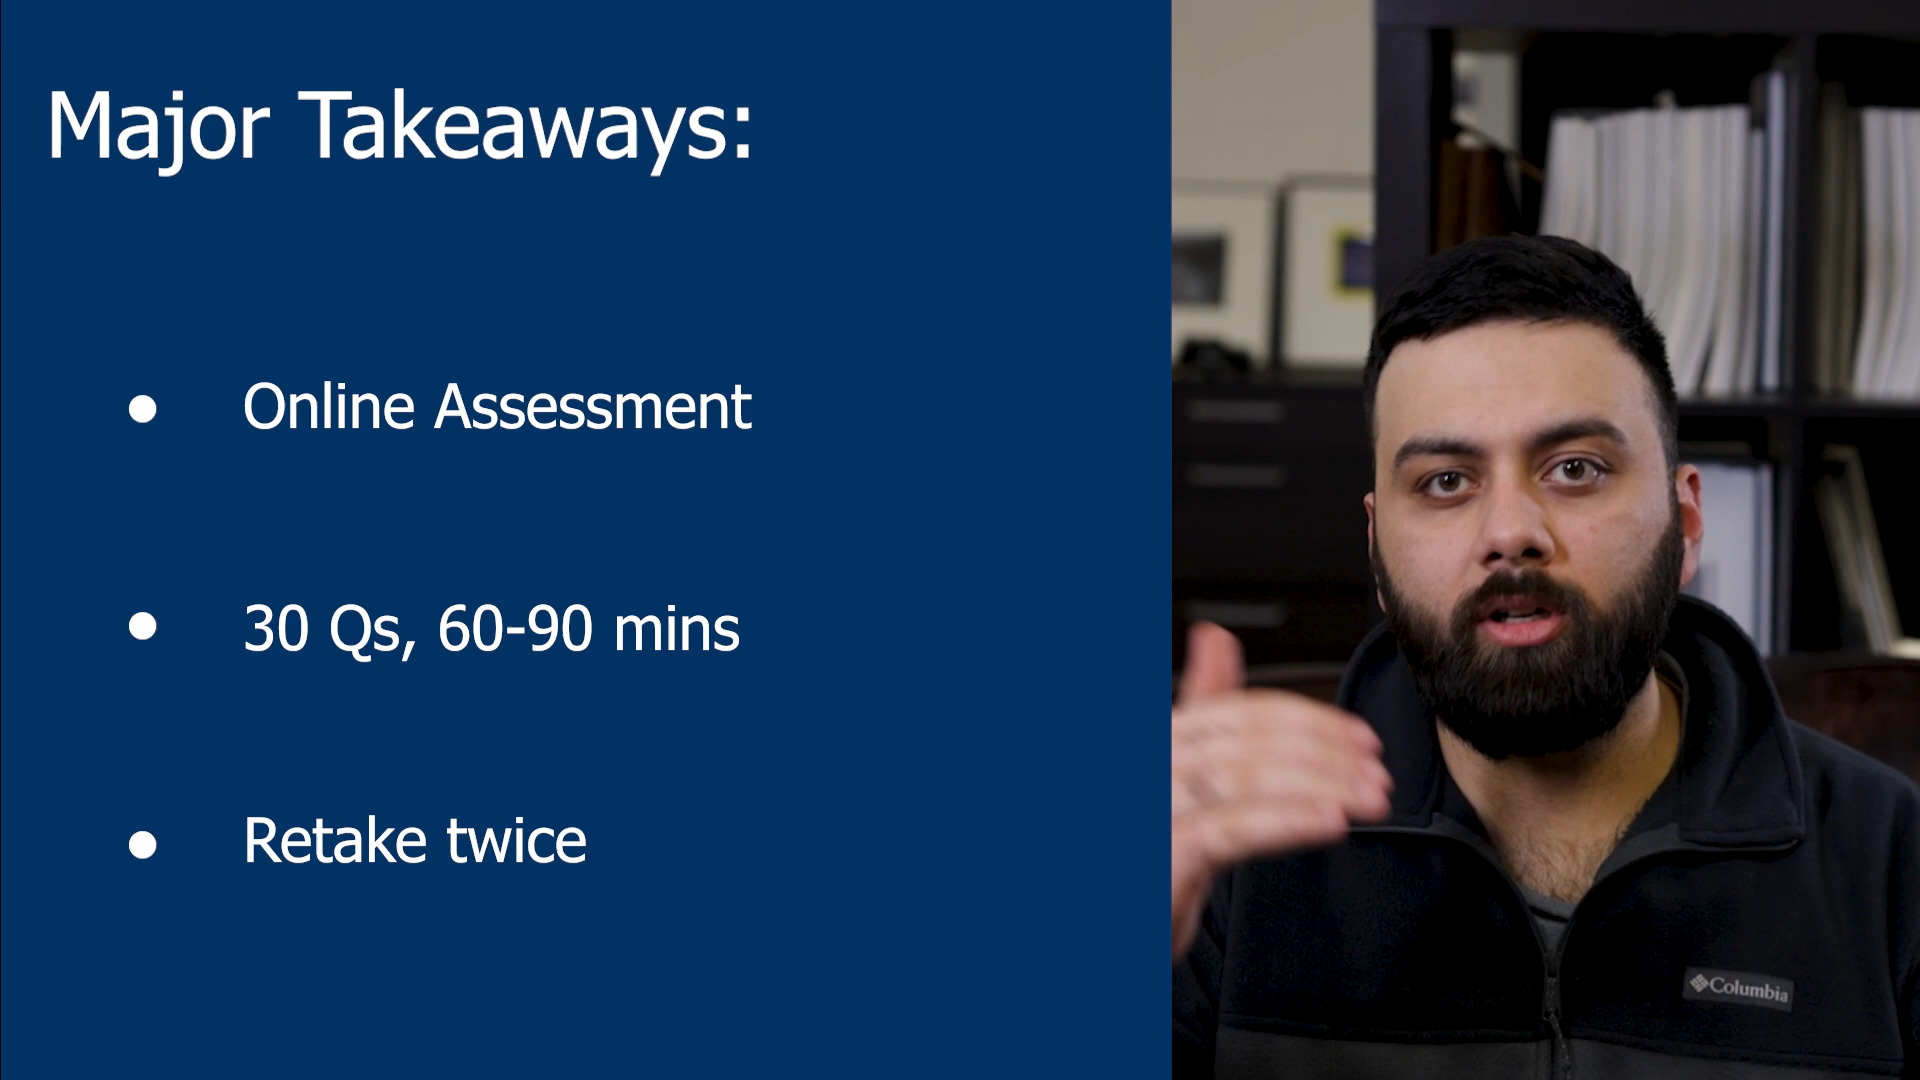 Major Takeaways:
● Online Assessment
● 30 Qs, 60-90 mins
● Retake twice
Columbia